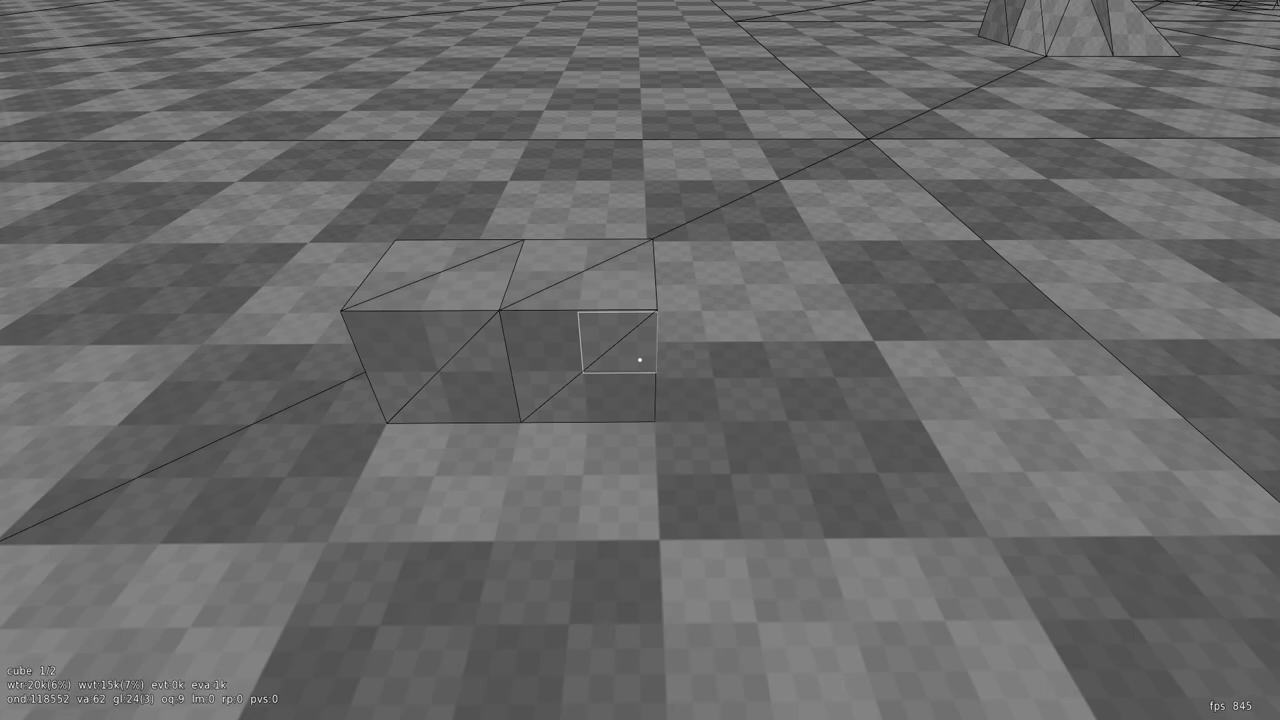 cube 1/2
wtr:20k(6%) wvt:15k(7%) evt:0k eva:1k
ond:118552 va:62 gl:24(3) oq:9 lm:0 rp:0 pvs:0
fps 845